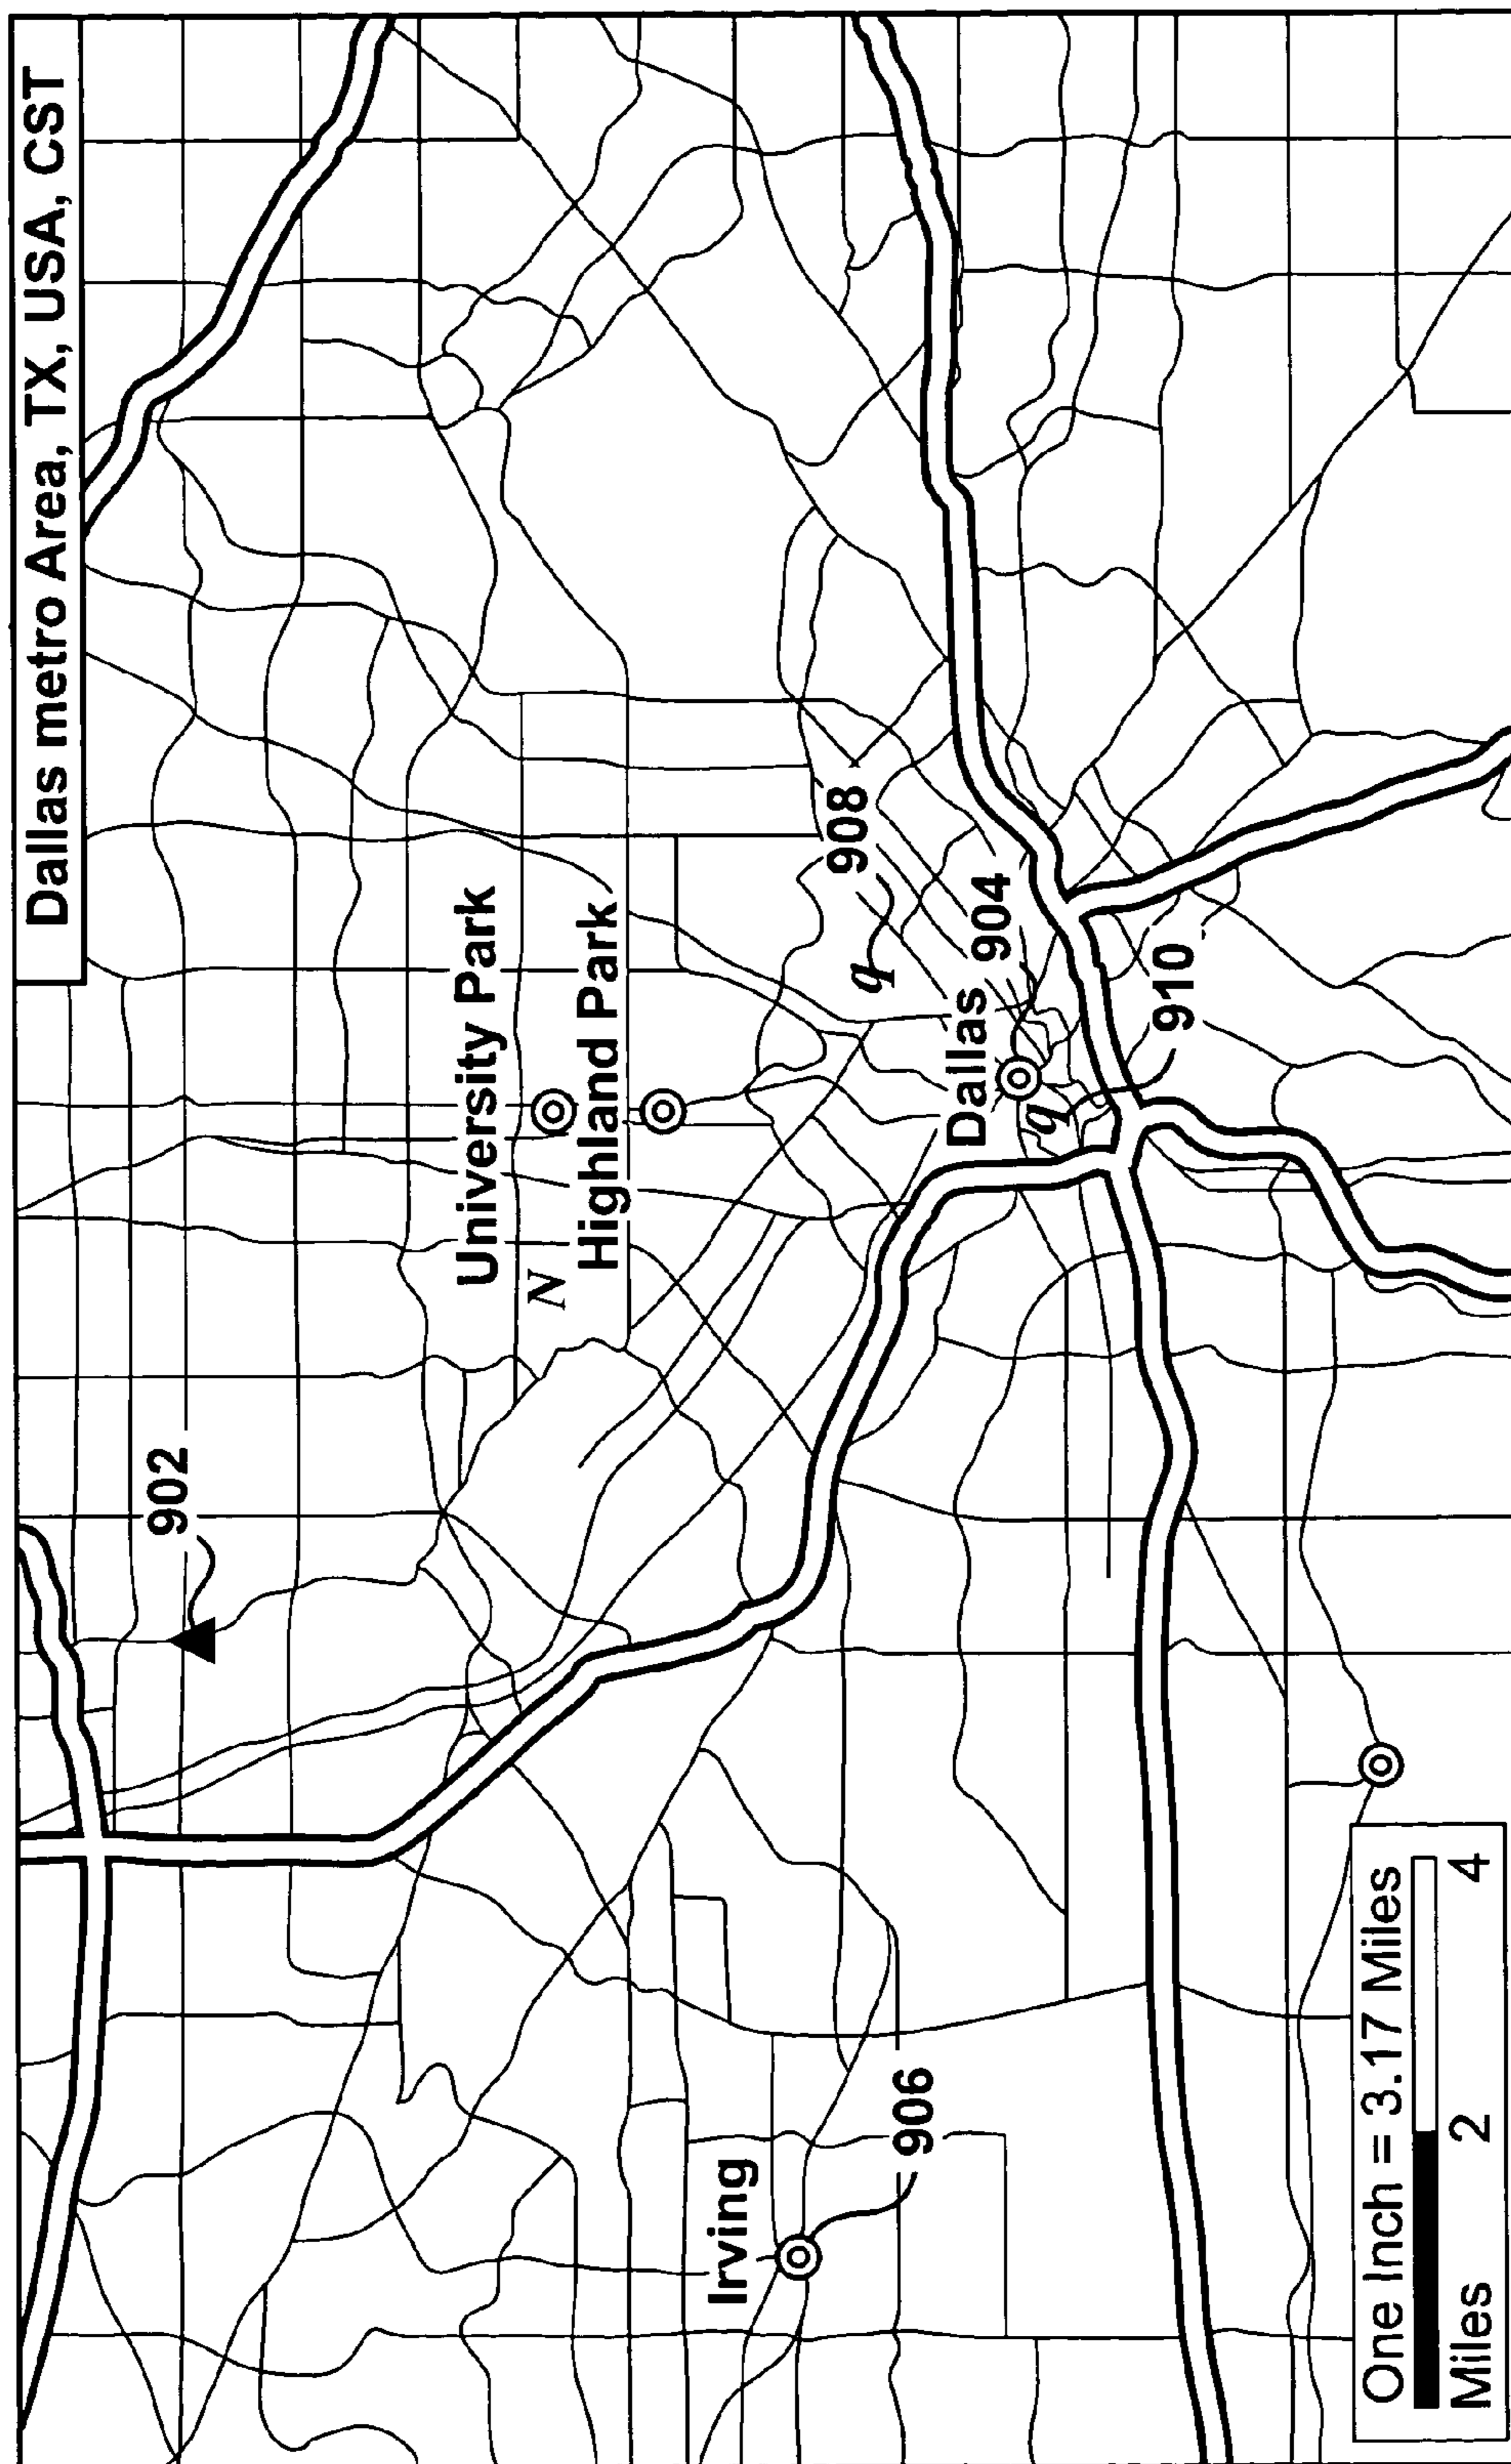 Dallas metro Area, TX, USA, CST
902
University Park
N
Highland Park
908
q
Dallas 904
q
910
Irving
906
One Inch = 3.17 Miles
Miles 2 4